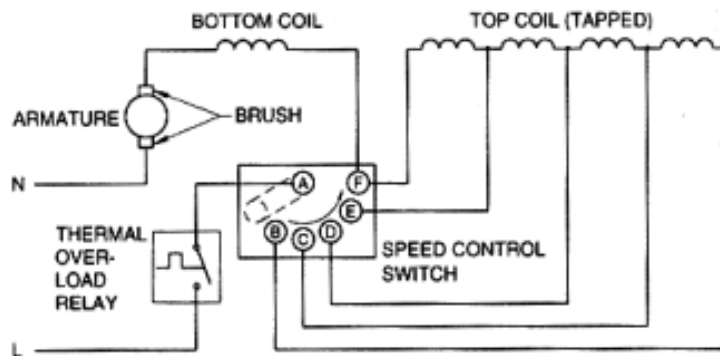 BOTTOM COIL
TOP COIL (TAPPED)
ARMATURE
BRUSH
N
A
F
E
B
C
D
THERMAL
OVER-
LOAD
RELAY
SPEED CONTROL
SWITCH
L